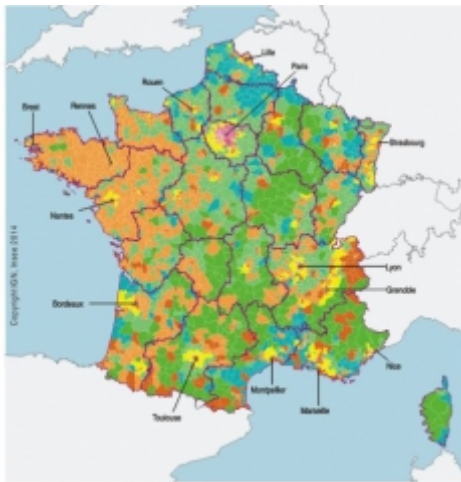 Lille
Paris
Rouen
Brest
Rennes
Strasbourg
Nantes
Lyon
Grenoble
Bordeaux
Nice
Montpellier
Marseille
Toulouse
Copyright IGN, Insee 2014